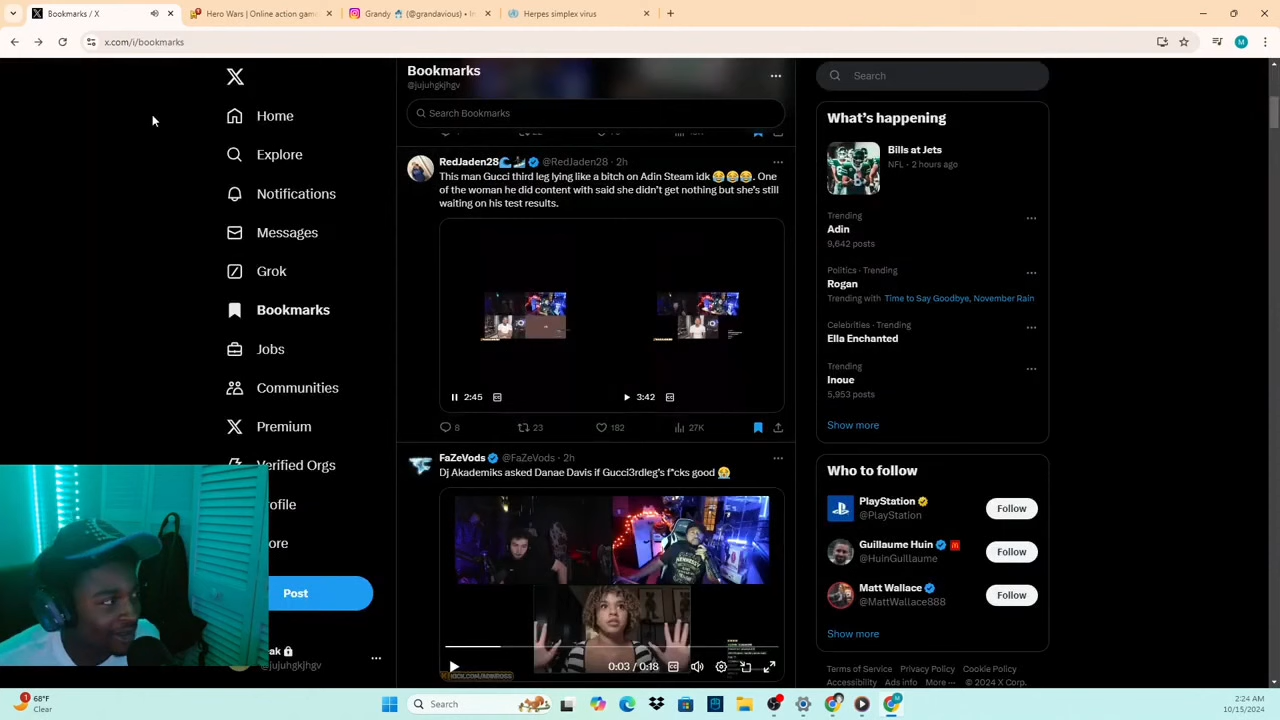 Bookmarks / X
Hero Wars | Online action gam
Grandy
(@grandavious) • I
Herpes simplex virus
x.com/i/bookmarks
Home
Explore
Notifications
Messages
Grok
Bookmarks
Jobs
Communities
Premium
Verified Orgs
Post
@jujuhgkjhgv
Bookmarks
@jujuhgkjhgv
Search Bookmarks
RedJaden28 @RedJaden28 · 2h
This man Gucci third leg lying like a bitch on Adin Steam idk 😂😂😂. One
of the woman he did content with said she didn't get nothing but she's still
waiting on his test results.
2:45
3:42
8
23
182
27K
FaZeVods @FaZeVods · 2h
Dj Akademiks asked Danae Davis if Gucci3rdleg's f*cks good 😭
0:03 / 0:18
Search
What's happening
Bills at Jets
NFL · 2 hours ago
Trending
Adin
9,642 posts
Politics · Trending
Rogan
Trending with Time to Say Goodbye, November Rain
Celebrities · Trending
Ella Enchanted
Trending
Inoue
5,953 posts
Show more
Who to follow
PlayStation
@PlayStation
Follow
Guillaume Huin
@HuinGuillaume
Follow
Matt Wallace
@MattWallace888
Follow
Show more
Terms of Service Privacy Policy Cookie Policy
Accessibility Ads info More ··· © 2024 X Corp.
68°F
Clear
Search
2:24 AM
10/15/2024